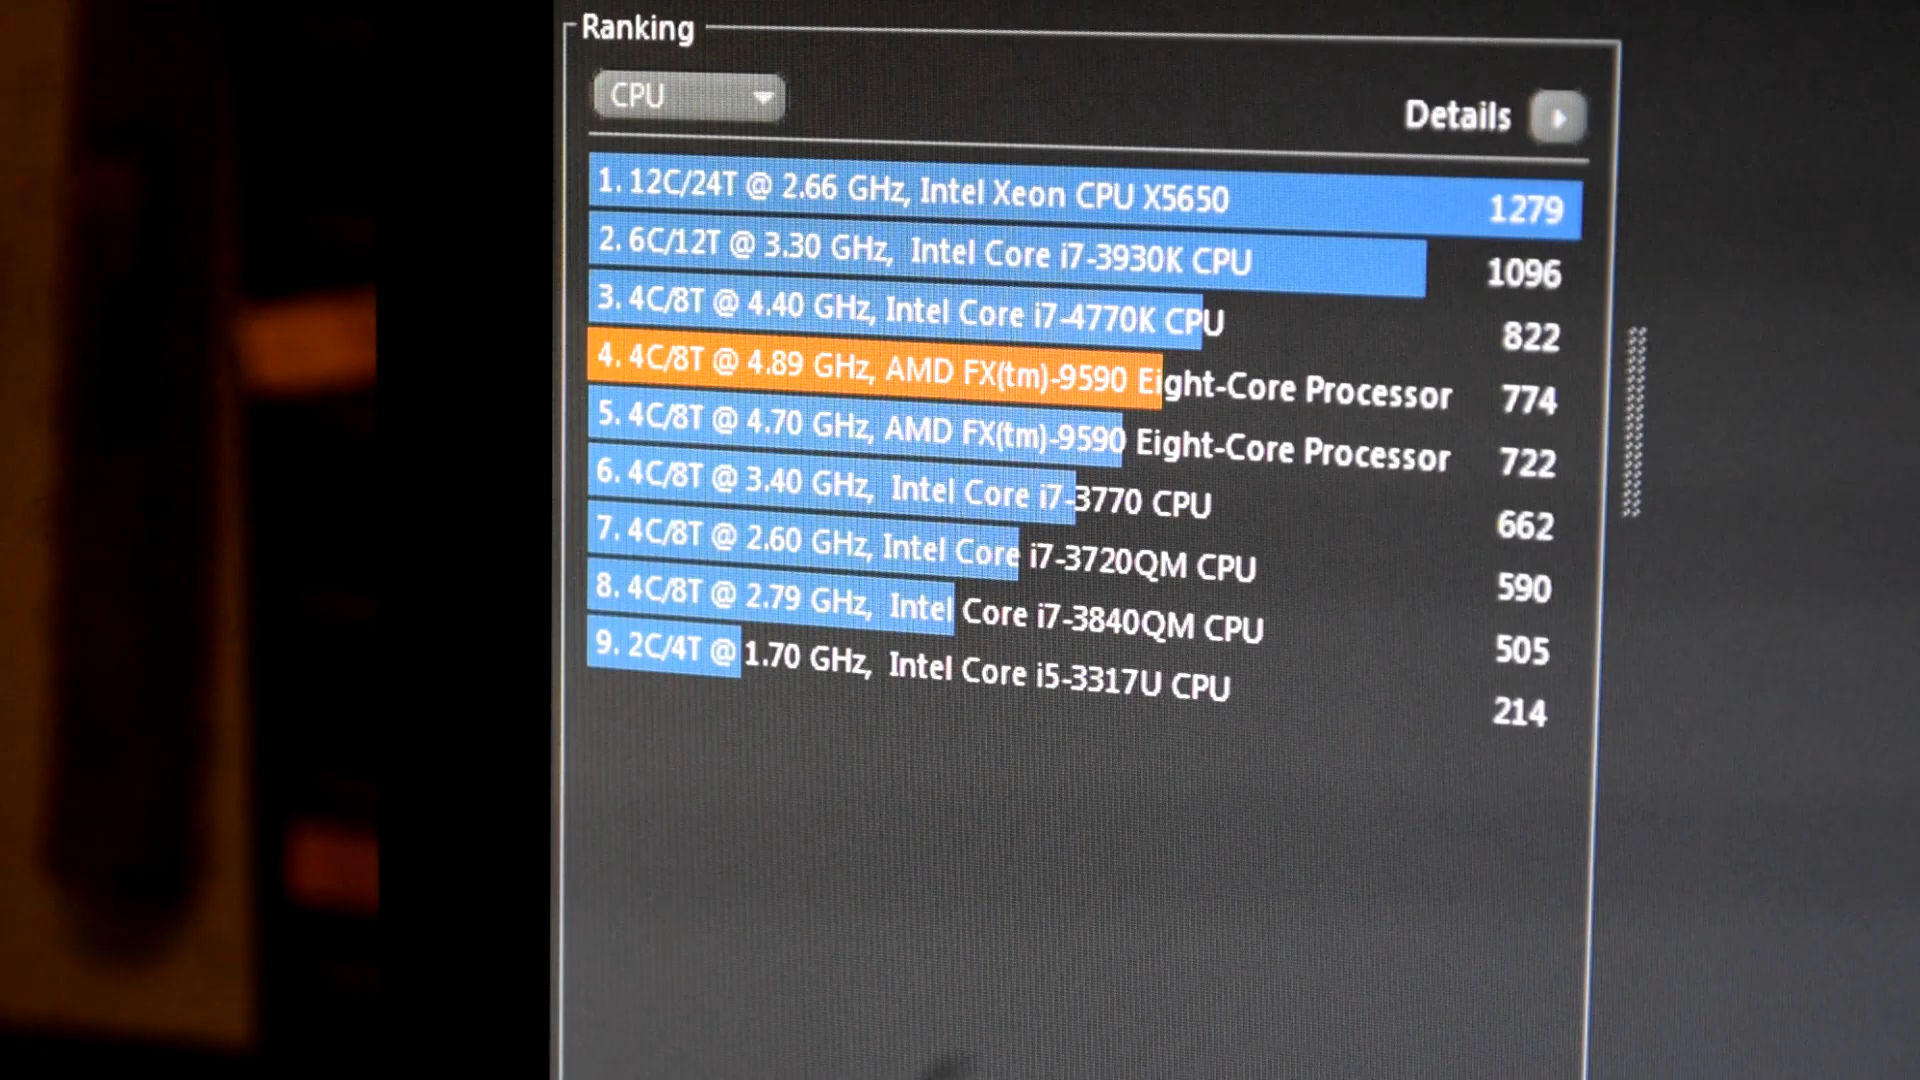 Ranking
CPU
Details
1. 12C/24T @ 2.66 GHz, Intel Xeon CPU X5650 1279
2. 6C/12T @ 3.30 GHz, Intel Core i7-3930K CPU 1096
3. 4C/8T @ 4.40 GHz, Intel Core i7-4770K CPU 822
4. 4C/8T @ 4.89 GHz, AMD FX(tm)-9590 Eight-Core Processor 774
5. 4C/8T @ 4.70 GHz, AMD FX(tm)-9590 Eight-Core Processor 722
6. 4C/8T @ 3.40 GHz, Intel Core i7-3770 CPU 662
7. 4C/8T @ 2.60 GHz, Intel Core i7-3720QM CPU 590
8. 4C/8T @ 2.79 GHz, Intel Core i7-3840QM CPU 505
9. 2C/4T @ 1.70 GHz, Intel Core i5-3317U CPU 214